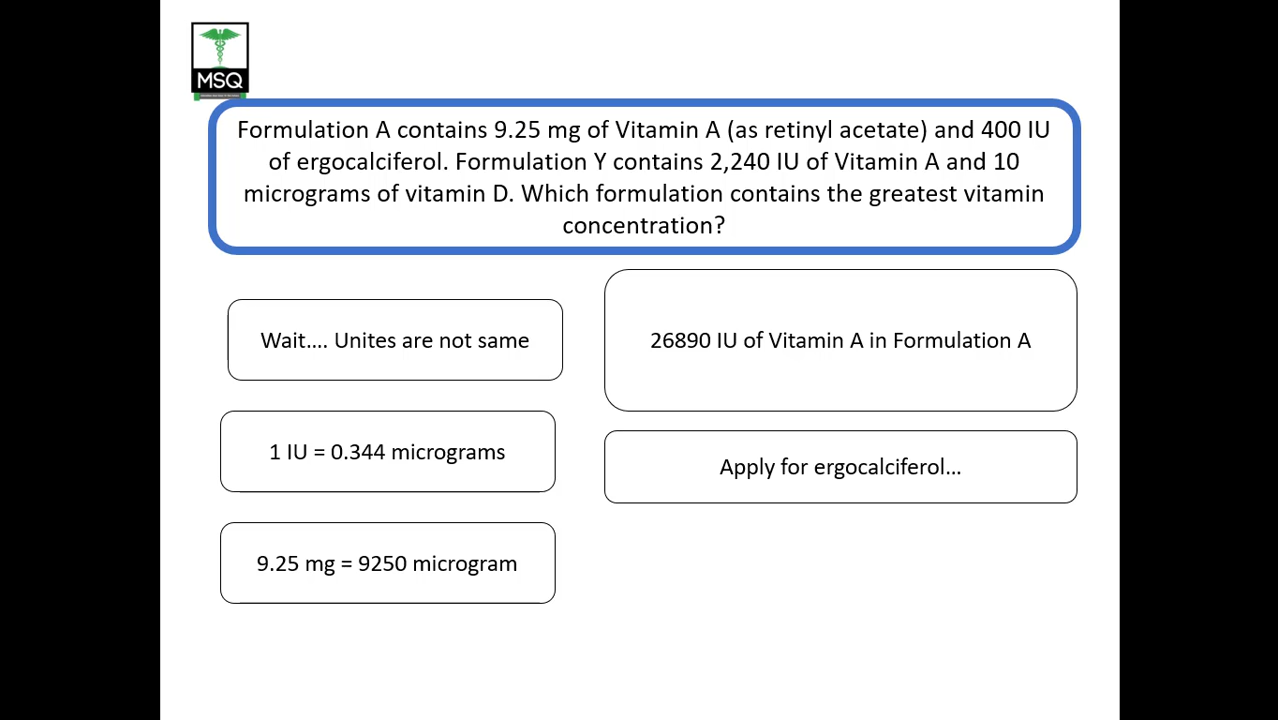 MSQ
Formulation A contains 9.25 mg of Vitamin A (as retinyl acetate) and 400 IU
of ergocalciferol. Formulation Y contains 2,240 IU of Vitamin A and 10
micrograms of vitamin D. Which formulation contains the greatest vitamin
concentration?
Wait.... Unites are not same
1 IU = 0.344 micrograms
9.25 mg = 9250 microgram
26890 IU of Vitamin A in Formulation A
Apply for ergocalciferol...